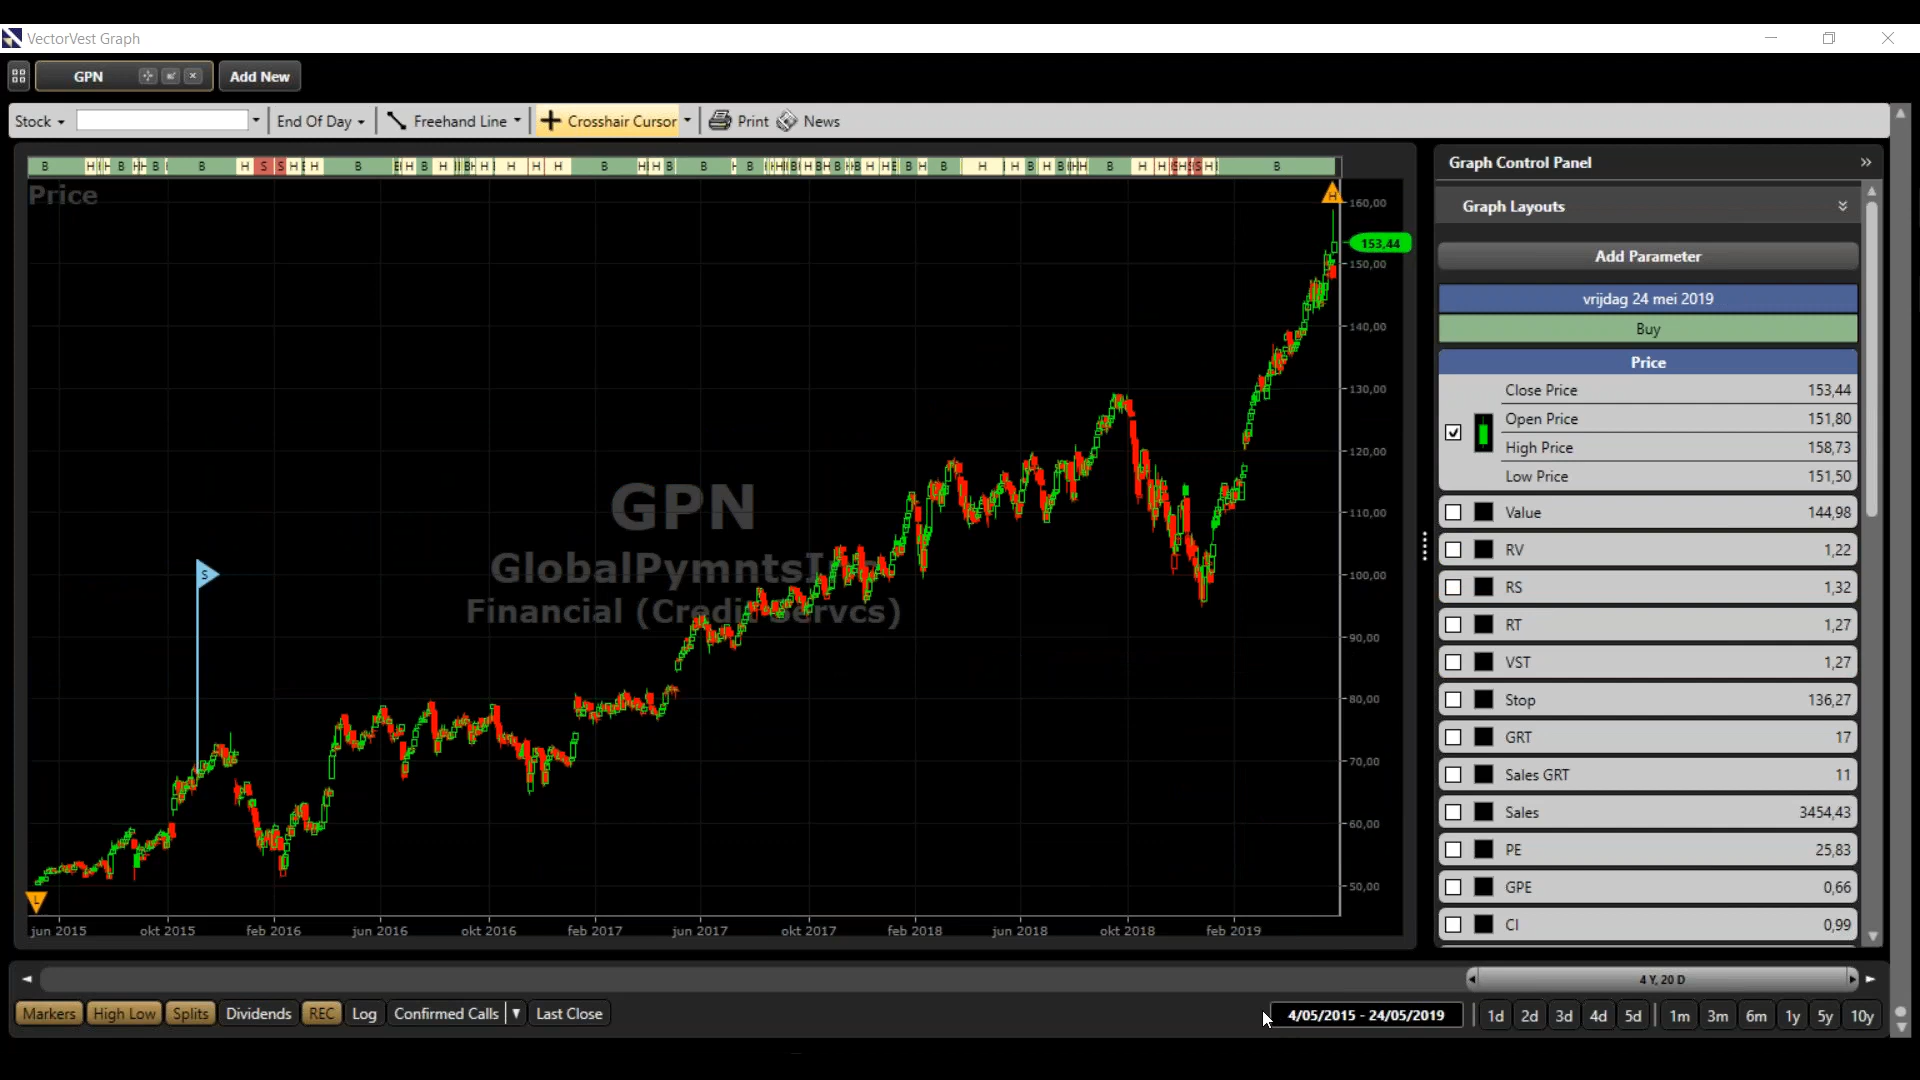 VectorVest Graph
GPN
Add New
Stock
End Of Day
Freehand Line
Crosshair Cursor
Print
News
Price
GPN
GlobalPymntsI
Financial (Credit Servcs)
S
H
L
160,00
153,44
150,00
140,00
130,00
120,00
110,00
100,00
90,00
80,00
70,00
60,00
50,00
jun 2015 okt 2015 feb 2016 jun 2016 okt 2016 feb 2017 jun 2017 okt 2017 feb 2018 jun 2018 okt 2018 feb 2019
Graph Control Panel
Graph Layouts
Add Parameter
vrijdag 24 mei 2019
Buy
Price
Close Price 153,44
Open Price 151,80
High Price 158,73
Low Price 151,50
Value 144,98
RV 1,22
RS 1,32
RT 1,27
VST 1,27
Stop 136,27
GRT 17
Sales GRT 11
Sales 3454,43
PE 25,83
GPE 0,66
CI 0,99
4 Y, 20 D
Markers High Low Splits Dividends REC Log Confirmed Calls Last Close
4/05/2015 - 24/05/2019
1d 2d 3d 4d 5d 1m 3m 6m 1y 5y 10y